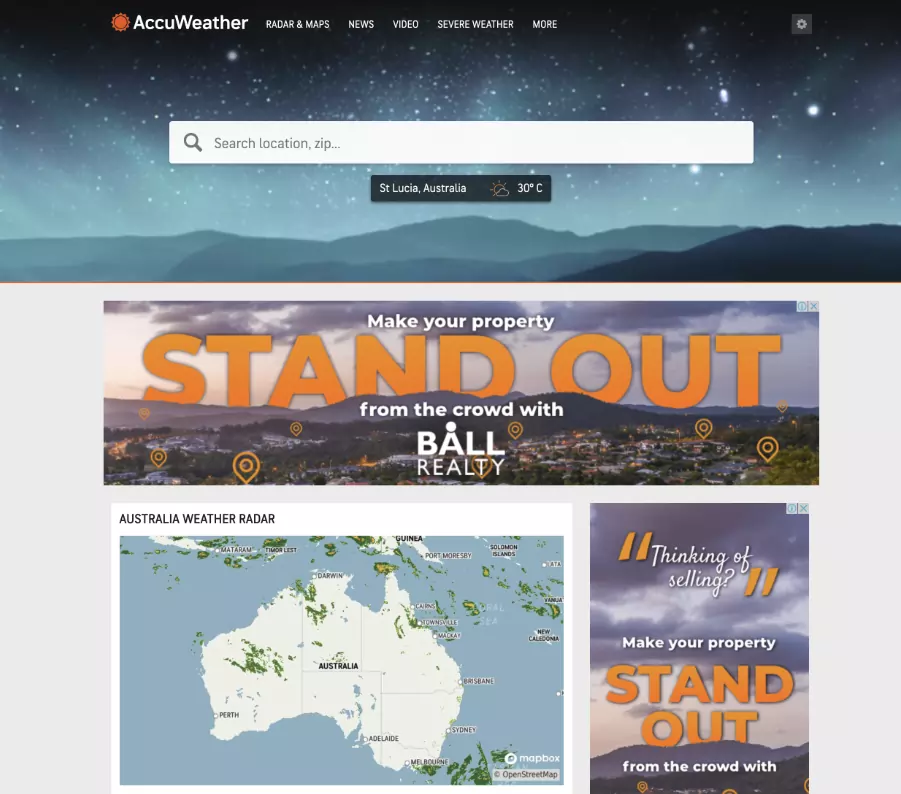 AccuWeather
RADAR & MAPS NEWS VIDEO SEVERE WEATHER MORE
Search location, zip...
St Lucia, Australia 30° C
Make your property
STAND OUT
from the crowd with
BALL
REALTY
AUSTRALIA WEATHER RADAR
MATARAM
TIMOR LEST
GUINEA
PORT MORESBY
SOLOMON
ISLANDS
LATA
DARWIN
CAIRNS
TOWNSVILLE
MACKAY
VANUA
NEW
CALEDONIA
AUSTRALIA
BRISBANE
PERTH
SYDNEY
ADELAIDE
MELBOURNE
mapbox
© OpenStreetMap
"Thinking of
selling?"
Make your property
STAND
OUT
from the crowd with